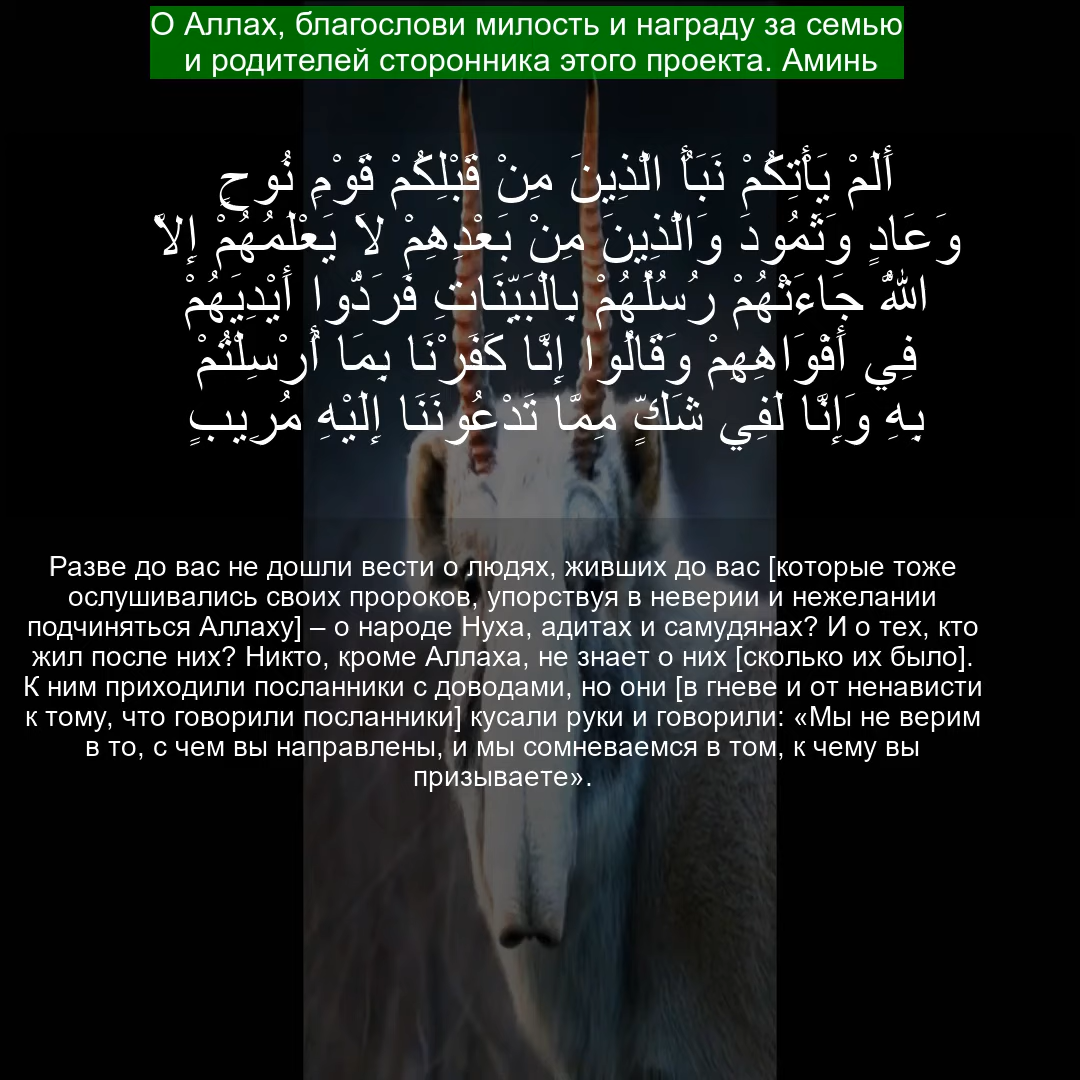 О Аллах, благослови милость и награду за семью
и родителей сторонника этого проекта. Аминь
أَلَمْ يَأْتِكُمْ نَبَأُ الَّذِينَ مِنْ قَبْلِكُمْ قَوْمِ نُوحٍ
وَعَادٍ وَثَمُودَ وَالَّذِينَ مِنْ بَعْدِهِمْ لاَ يَعْلَمُهُمْ إِلاَّ
اللَّهُ جَاءَتْهُمْ رُسُلُهُمْ بِالْبَيِّنَاتِ فَرَدُّوا أَيْدِيَهُمْ
فِي أَفْوَاهِهِمْ وَقَالُوا إِنَّا كَفَرْنَا بِمَا أُرْسِلْتُمْ
بِهِ وَإِنَّا لَفِي شَكٍّ مِمَّا تَدْعُونَنَا إِلَيْهِ مُرِيبٍ
Разве до вас не дошли вести о людях, живших до вас [которые тоже
ослушивались своих пророков, упорствуя в неверии и нежелании
подчиняться Аллаху] – о народе Нуха, адитах и самудянах? И о тех, кто
жил после них? Никто, кроме Аллаха, не знает о них [сколько их было].
К ним приходили посланники с доводами, но они [в гневе и от ненависти
к тому, что говорили посланники] кусали руки и говорили: «Мы не верим
в то, с чем вы направлены, и мы сомневаемся в том, к чему вы
призываете».